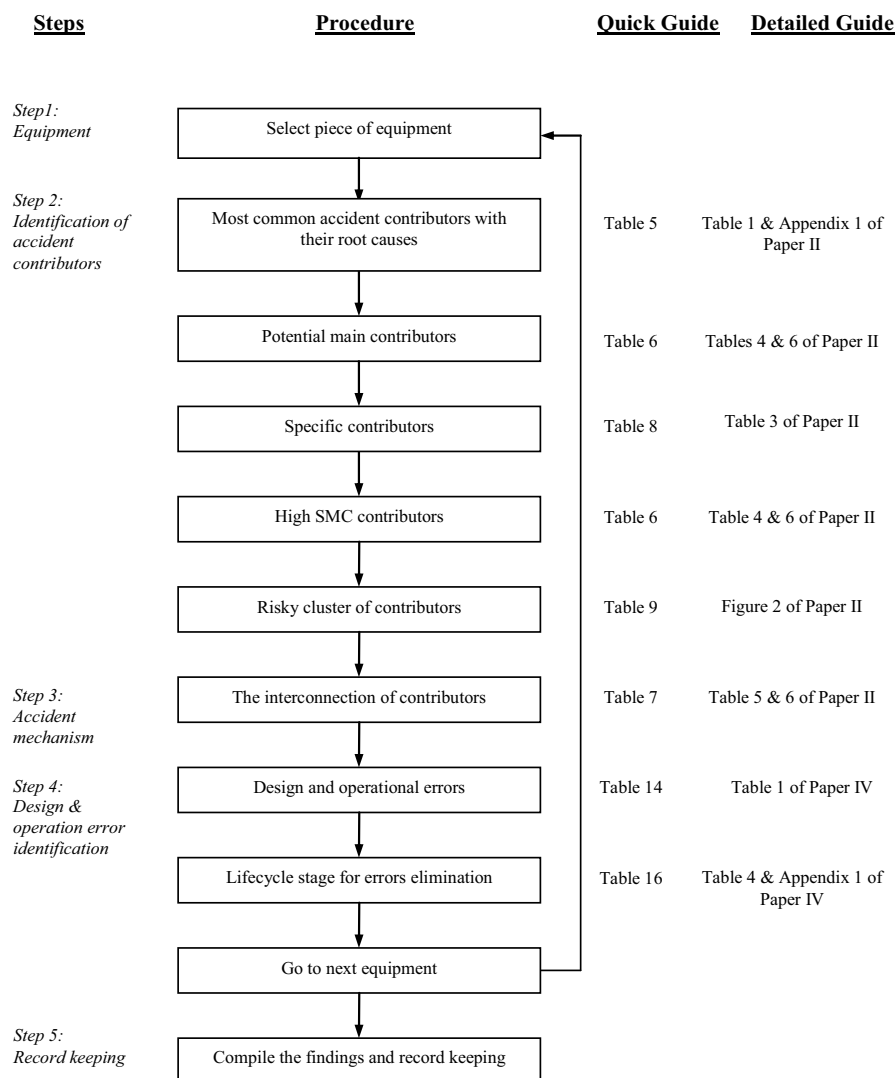 Steps Procedure Quick Guide Detailed Guide
Step1:
Equipment
Select piece of equipment
Step 2:
Identification of
accident
contributors
Most common accident contributors with
their root causes
Table 5
Table 1 & Appendix 1 of
Paper II
Potential main contributors
Table 6
Tables 4 & 6 of Paper II
Specific contributors
Table 8
Table 3 of Paper II
High SMC contributors
Table 6
Table 4 & 6 of Paper II
Risky cluster of contributors
Table 9
Figure 2 of Paper II
Step 3:
Accident
mechanism
The interconnection of contributors
Table 7
Table 5 & 6 of Paper II
Step 4:
Design &
operation error
identification
Design and operational errors
Table 14
Table 1 of Paper IV
Lifecycle stage for errors elimination
Table 16
Table 4 & Appendix 1 of
Paper IV
Go to next equipment
Step 5:
Record keeping
Compile the findings and record keeping